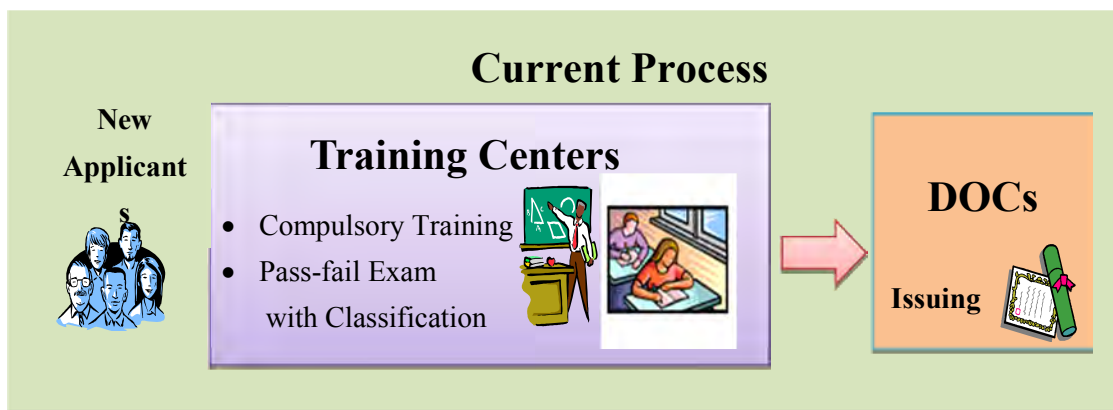 Current Process
New
Applicant
s
Training Centers
• Compulsory Training
• Pass-fail Exam
with Classification
DOCs
Issuing